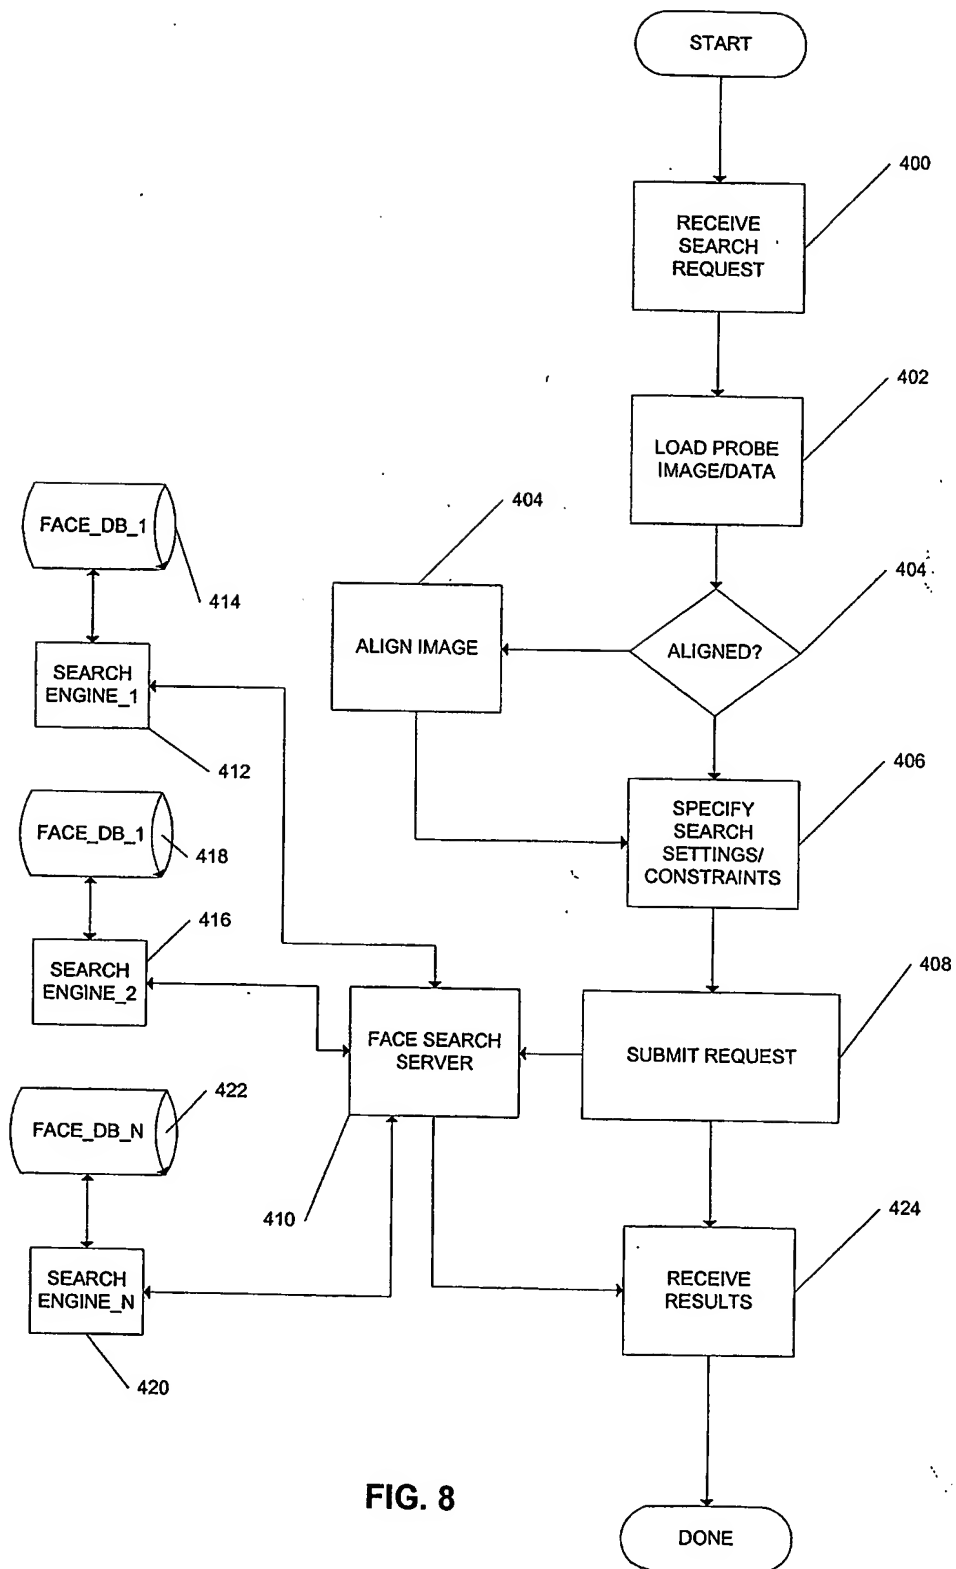 START
400
RECEIVE
SEARCH
REQUEST
402
LOAD PROBE
IMAGE/DATA
404
ALIGN IMAGE
404
ALIGNED?
FACE_DB_1
414
SEARCH
ENGINE_1
412
406
SPECIFY
SEARCH
SETTINGS/
CONSTRAINTS
FACE_DB_1
418
416
SEARCH
ENGINE_2
408
FACE SEARCH
SERVER
SUBMIT REQUEST
422
FACE_DB_N
410
424
SEARCH
ENGINE_N
RECEIVE
RESULTS
420
FIG. 8
DONE